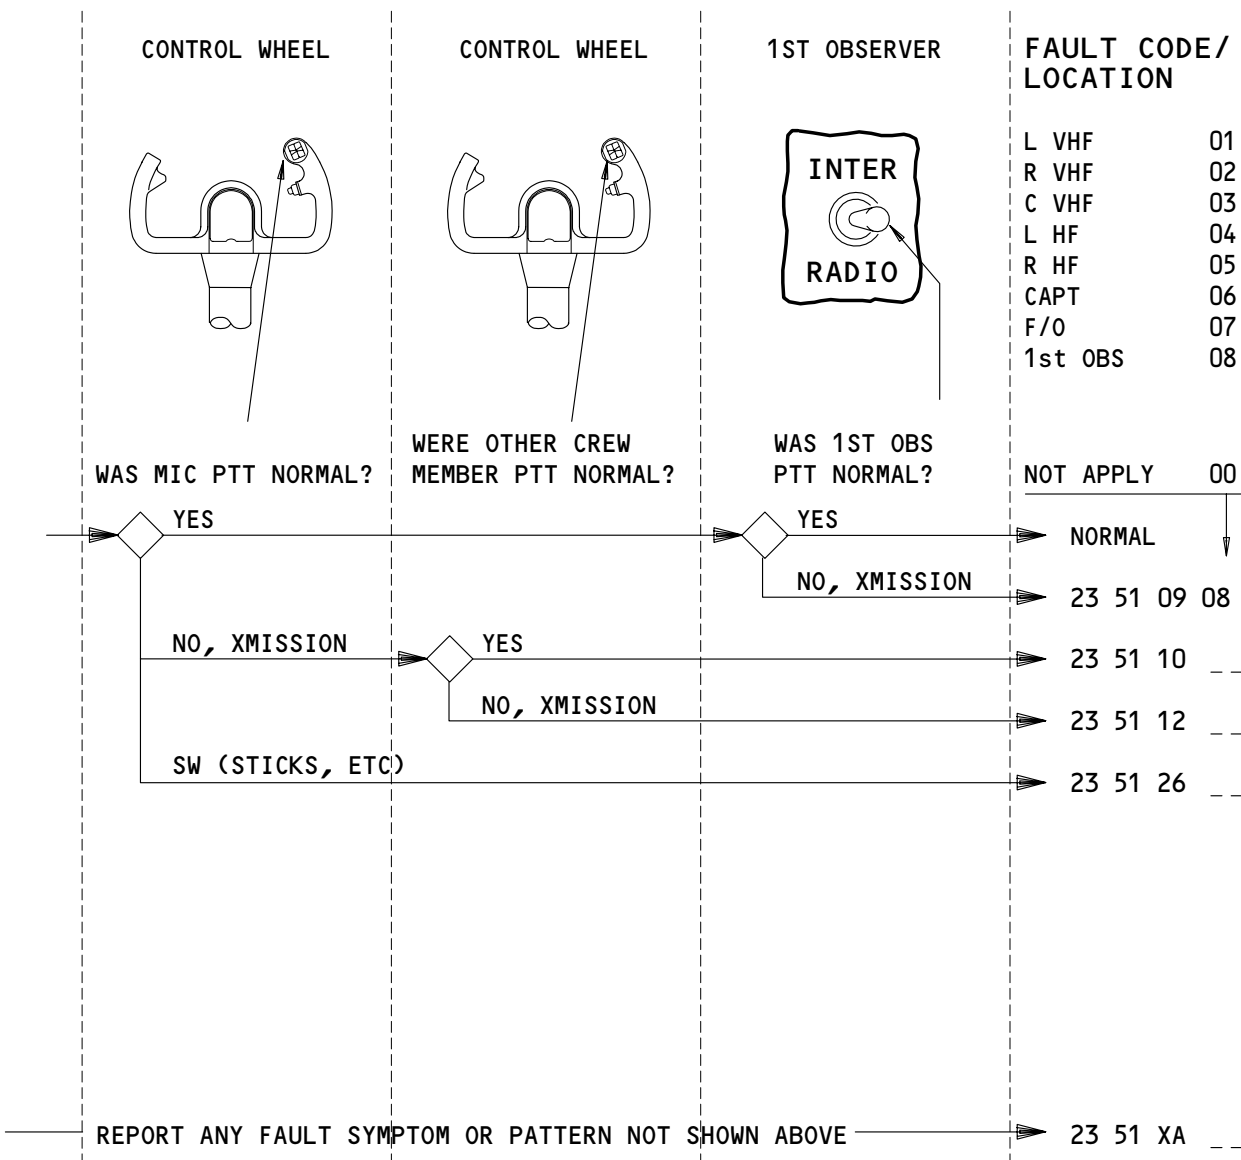 CONTROL WHEEL
CONTROL WHEEL
1ST OBSERVER
FAULT CODE/
LOCATION
INTER
RADIO
L VHF 01
R VHF 02
C VHF 03
L HF 04
R HF 05
CAPT 06
F/O 07
1st OBS 08
WAS MIC PTT NORMAL?
WERE OTHER CREW
MEMBER PTT NORMAL?
WAS 1ST OBS
PTT NORMAL?
NOT APPLY 00
YES
YES
NORMAL
NO, XMISSION
23 51 09 08
NO, XMISSION
YES
23 51 10 _ _
NO, XMISSION
23 51 12 _ _
SW (STICKS, ETC)
23 51 26 _ _
REPORT ANY FAULT SYMPTOM OR PATTERN NOT SHOWN ABOVE
23 51 XA _ _